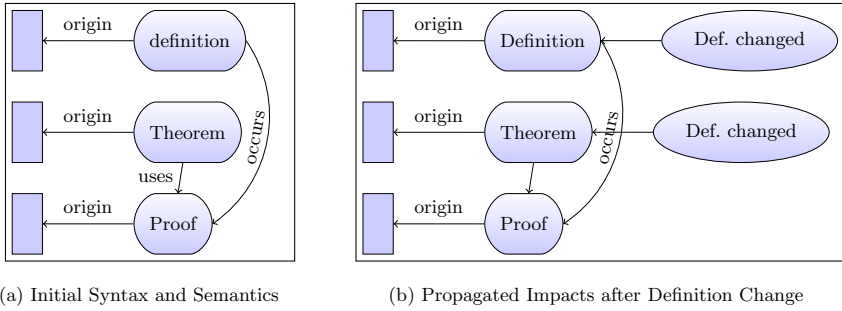 origin
definition
origin
Theorem
occurs
uses
origin
Proof
(a) Initial Syntax and Semantics
origin
Definition
Def. changed
origin
Theorem
occurs
Def. changed
origin
Proof
(b) Propagated Impacts after Definition Change